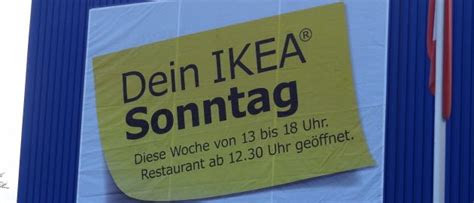 Dein IKEA®
Sonntag
Diese Woche von 13 bis 18 Uhr.
Restaurant ab 12.30 Uhr geöffnet.